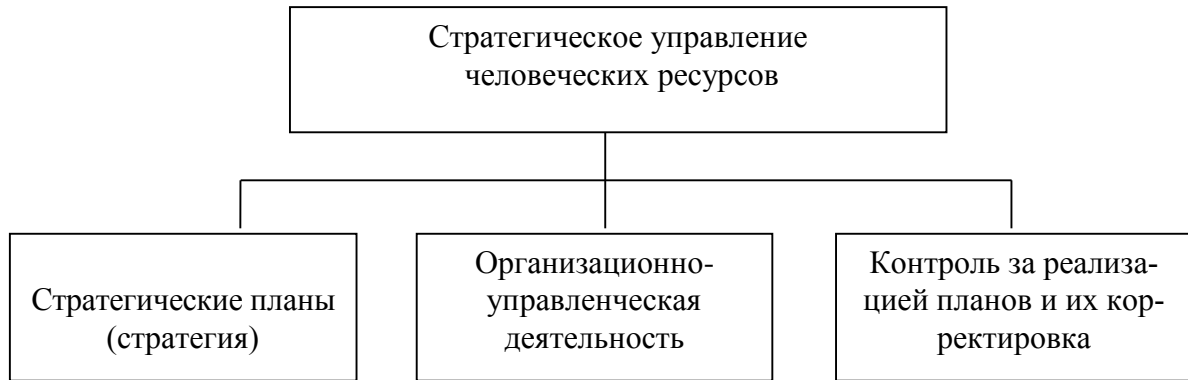 Стратегическое управление
человеческих ресурсов
Стратегические планы
(стратегия)
Организационно-
управленческая
деятельность
Контроль за реализа-
цией планов и их кор-
ректировка